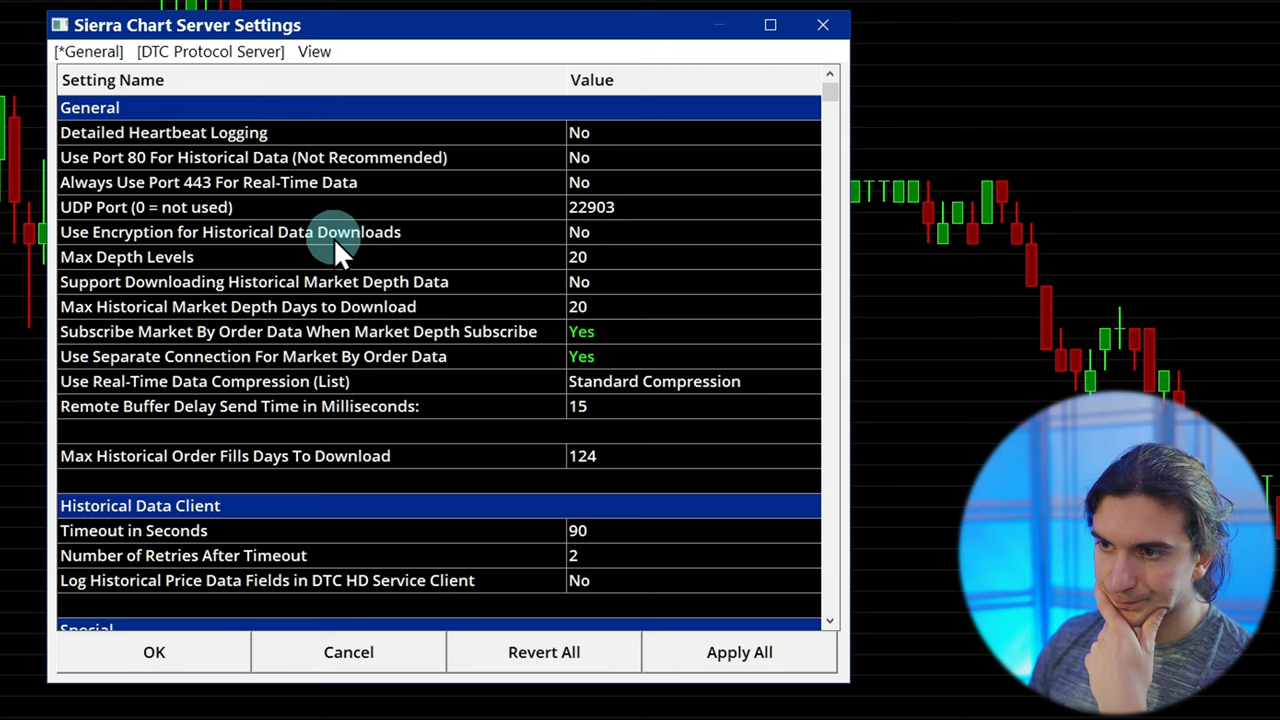 Sierra Chart Server Settings
[*General] [DTC Protocol Server] View
Setting Name Value
General
Detailed Heartbeat Logging No
Use Port 80 For Historical Data (Not Recommended) No
Always Use Port 443 For Real-Time Data No
UDP Port (0 = not used) 22903
Use Encryption for Historical Data Downloads No
Max Depth Levels 20
Support Downloading Historical Market Depth Data No
Max Historical Market Depth Days to Download 20
Subscribe Market By Order Data When Market Depth Subscribe Yes
Use Separate Connection For Market By Order Data Yes
Use Real-Time Data Compression (List) Standard Compression
Remote Buffer Delay Send Time in Milliseconds: 15
Max Historical Order Fills Days To Download 124
Historical Data Client
Timeout in Seconds 90
Number of Retries After Timeout 2
Log Historical Price Data Fields in DTC HD Service Client No
Special
OK Cancel Revert All Apply All